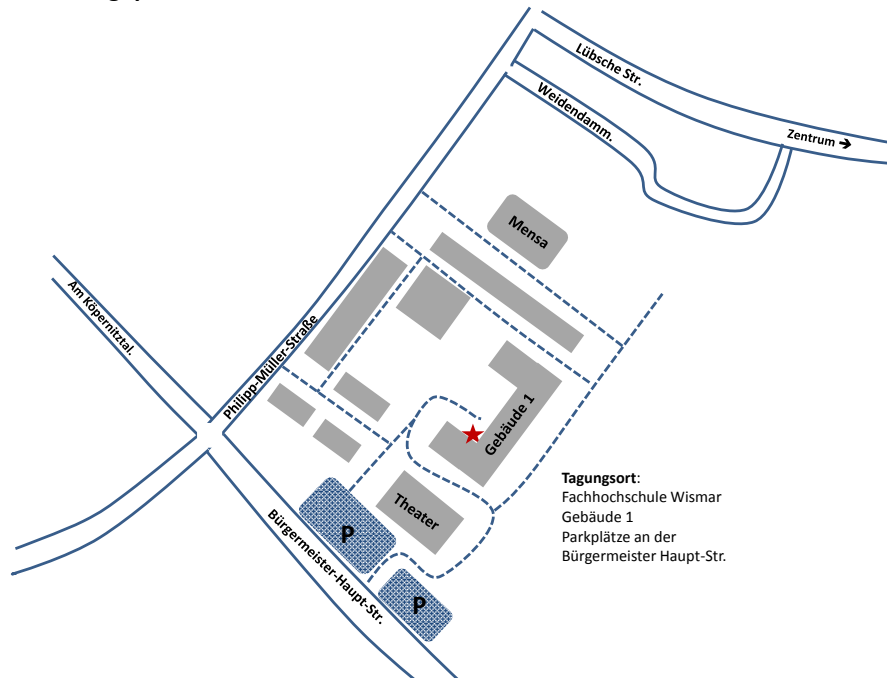 Lübsche Str.
Weidendamm.
Zentrum →
Mensa
Am Köpernitztal.
Philipp-Müller-Straße
Gebäude 1
Theater
P
Bürgermeister-Haupt-Str.
P
Tagungsort:
Fachhochschule Wismar
Gebäude 1
Parkplätze an der
Bürgermeister Haupt-Str.